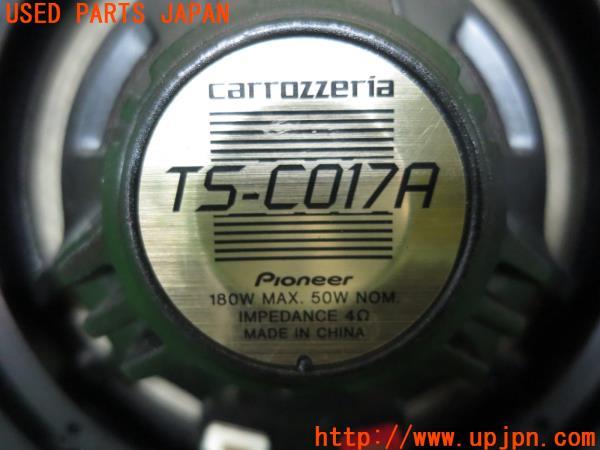 USED PARTS JAPAN
carrozzeria
TS-C017A
Pioneer
180W MAX. 50W NOM.
IMPEDANCE 4Ω
MADE IN CHINA
http://www.upjpn.com